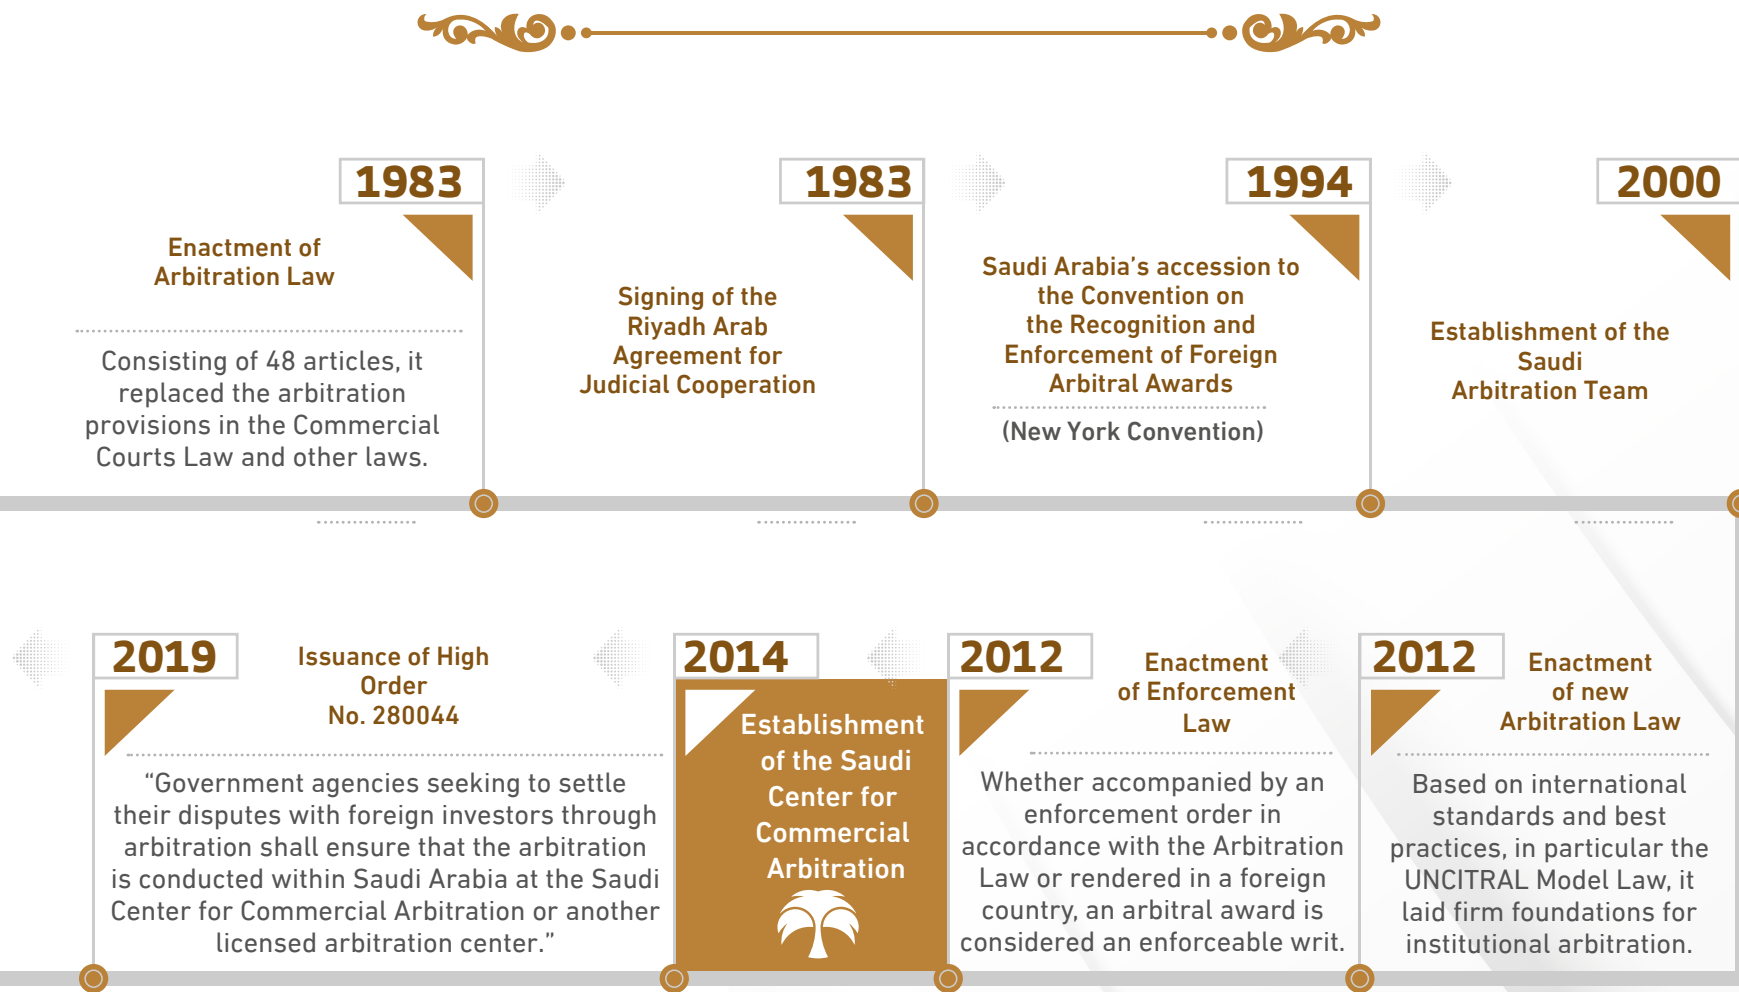 1983
Enactment of
Arbitration Law
Consisting of 48 articles, it
replaced the arbitration
provisions in the Commercial
Courts Law and other laws.
1983
Signing of the
Riyadh Arab
Agreement for
Judicial Cooperation
1994
Saudi Arabia's accession to
the Convention on
the Recognition and
Enforcement of Foreign
Arbitral Awards
(New York Convention)
2000
Establishment of the
Saudi
Arbitration Team
2012
Enactment
of new
Arbitration Law
Based on international
standards and best
practices, in particular the
UNCITRAL Model Law, it
laid firm foundations for
institutional arbitration.
2012
Enactment
of Enforcement
Law
Whether accompanied by an
enforcement order in
accordance with the Arbitration
Law or rendered in a foreign
country, an arbitral award is
considered an enforceable writ.
2014
Establishment
of the Saudi
Center for
Commercial
Arbitration
2019
Issuance of High
Order
No. 280044
“Government agencies seeking to settle
their disputes with foreign investors through
arbitration shall ensure that the arbitration
is conducted within Saudi Arabia at the Saudi
Center for Commercial Arbitration or another
licensed arbitration center.”